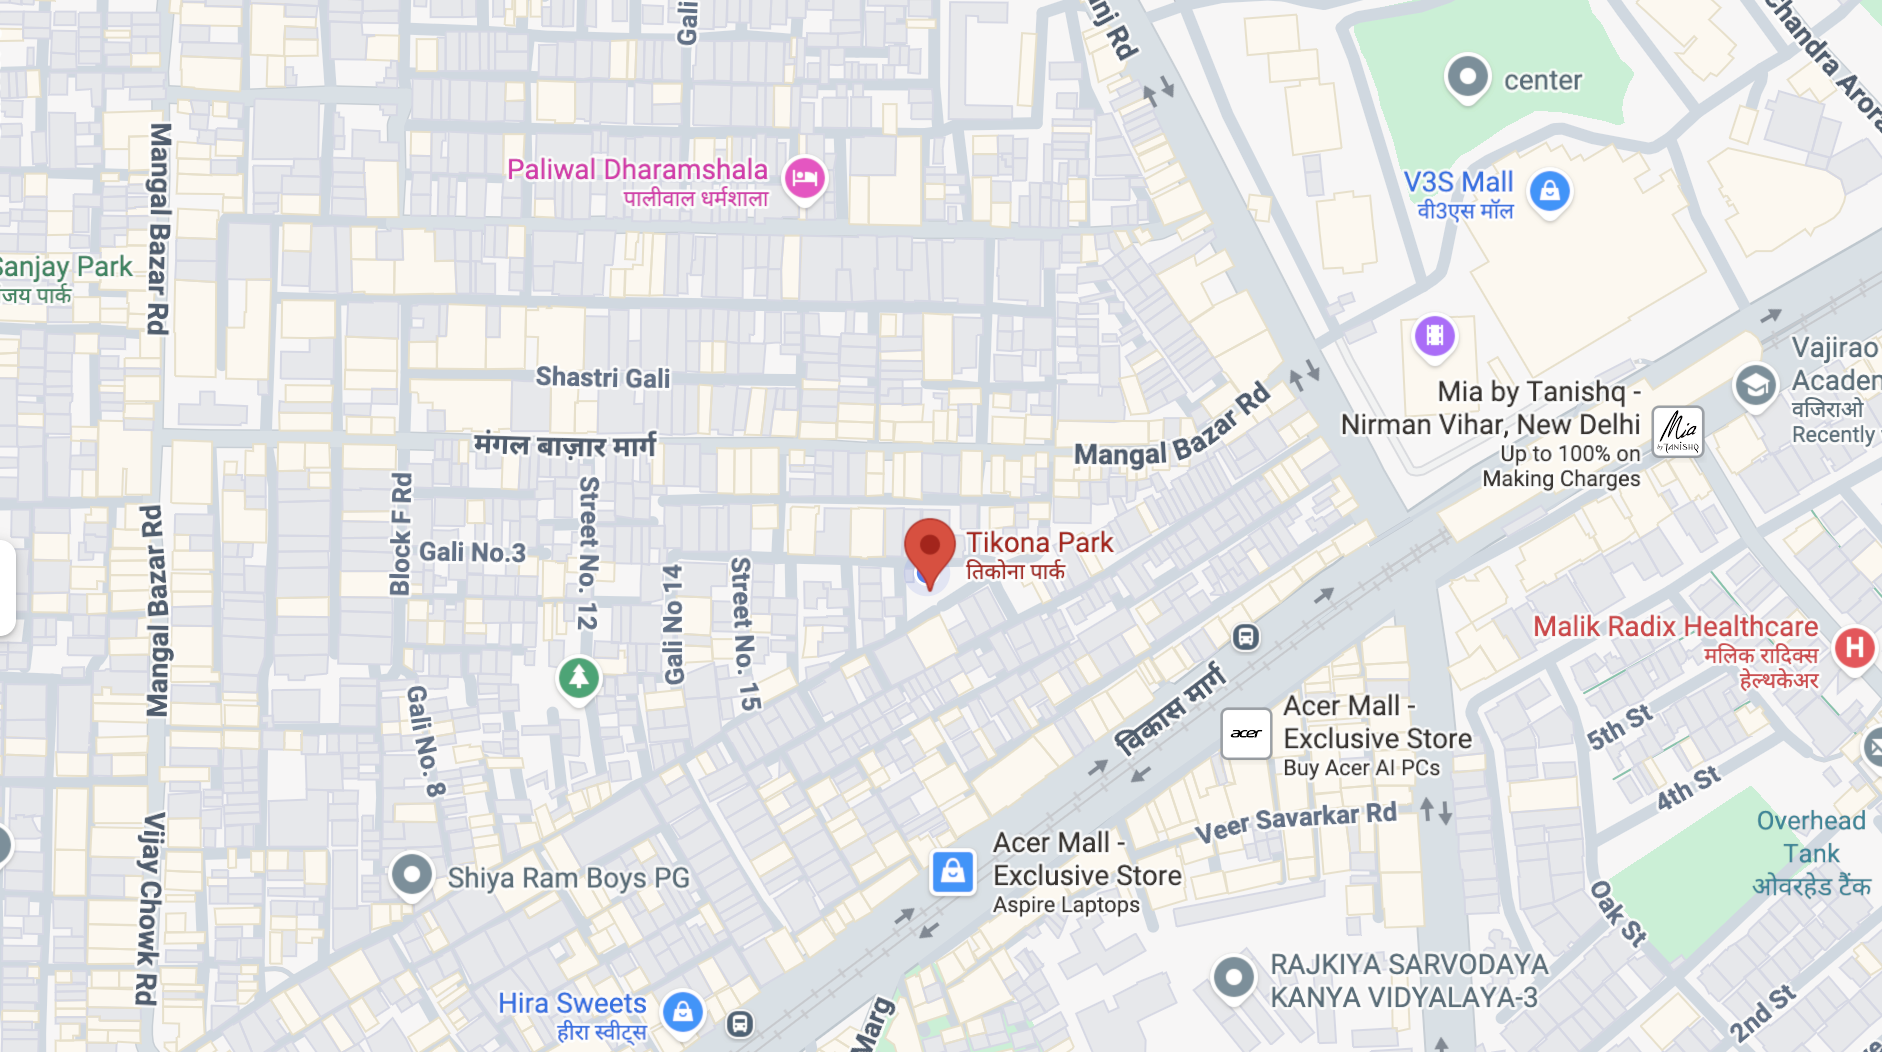 Gali
nj Rd
Chandra Arora
center
Mangal Bazar Rd
Paliwal Dharamshala
पालीवाल धर्मशाला
V3S Mall
वी3एस मॉल
Sanjay Park
जय पार्क
Shastri Gali
Vajirao
Academ
वजिराओ
Recently
Mia by Tanishq -
Nirman Vihar, New Delhi
Up to 100% on
Making Charges
Mia
by TANISHQ
मंगल बाज़ार मार्ग
Mangal Bazar Rd
Mangal Bazar Rd
Block F Rd
Gali No.3
Street No. 12
Gali No 14
Street No. 15
Tikona Park
तिकोना पार्क
Malik Radix Healthcare
मलिक रादिक्स
हेल्थकेअर
H
Gali No. 8
विकास मार्ग
acer
Acer Mall -
Exclusive Store
Buy Acer AI PCs
5th St
4th St
Veer Savarkar Rd
Overhead
Tank
ओवरहेड टैंक
Acer Mall -
Exclusive Store
Aspire Laptops
Vijay Chowk Rd
Shiya Ram Boys PG
Oak St
RAJKIYA SARVODAYA
KANYA VIDYALAYA-3
Hira Sweets
हीरा स्वीट्स
Marg
2nd St